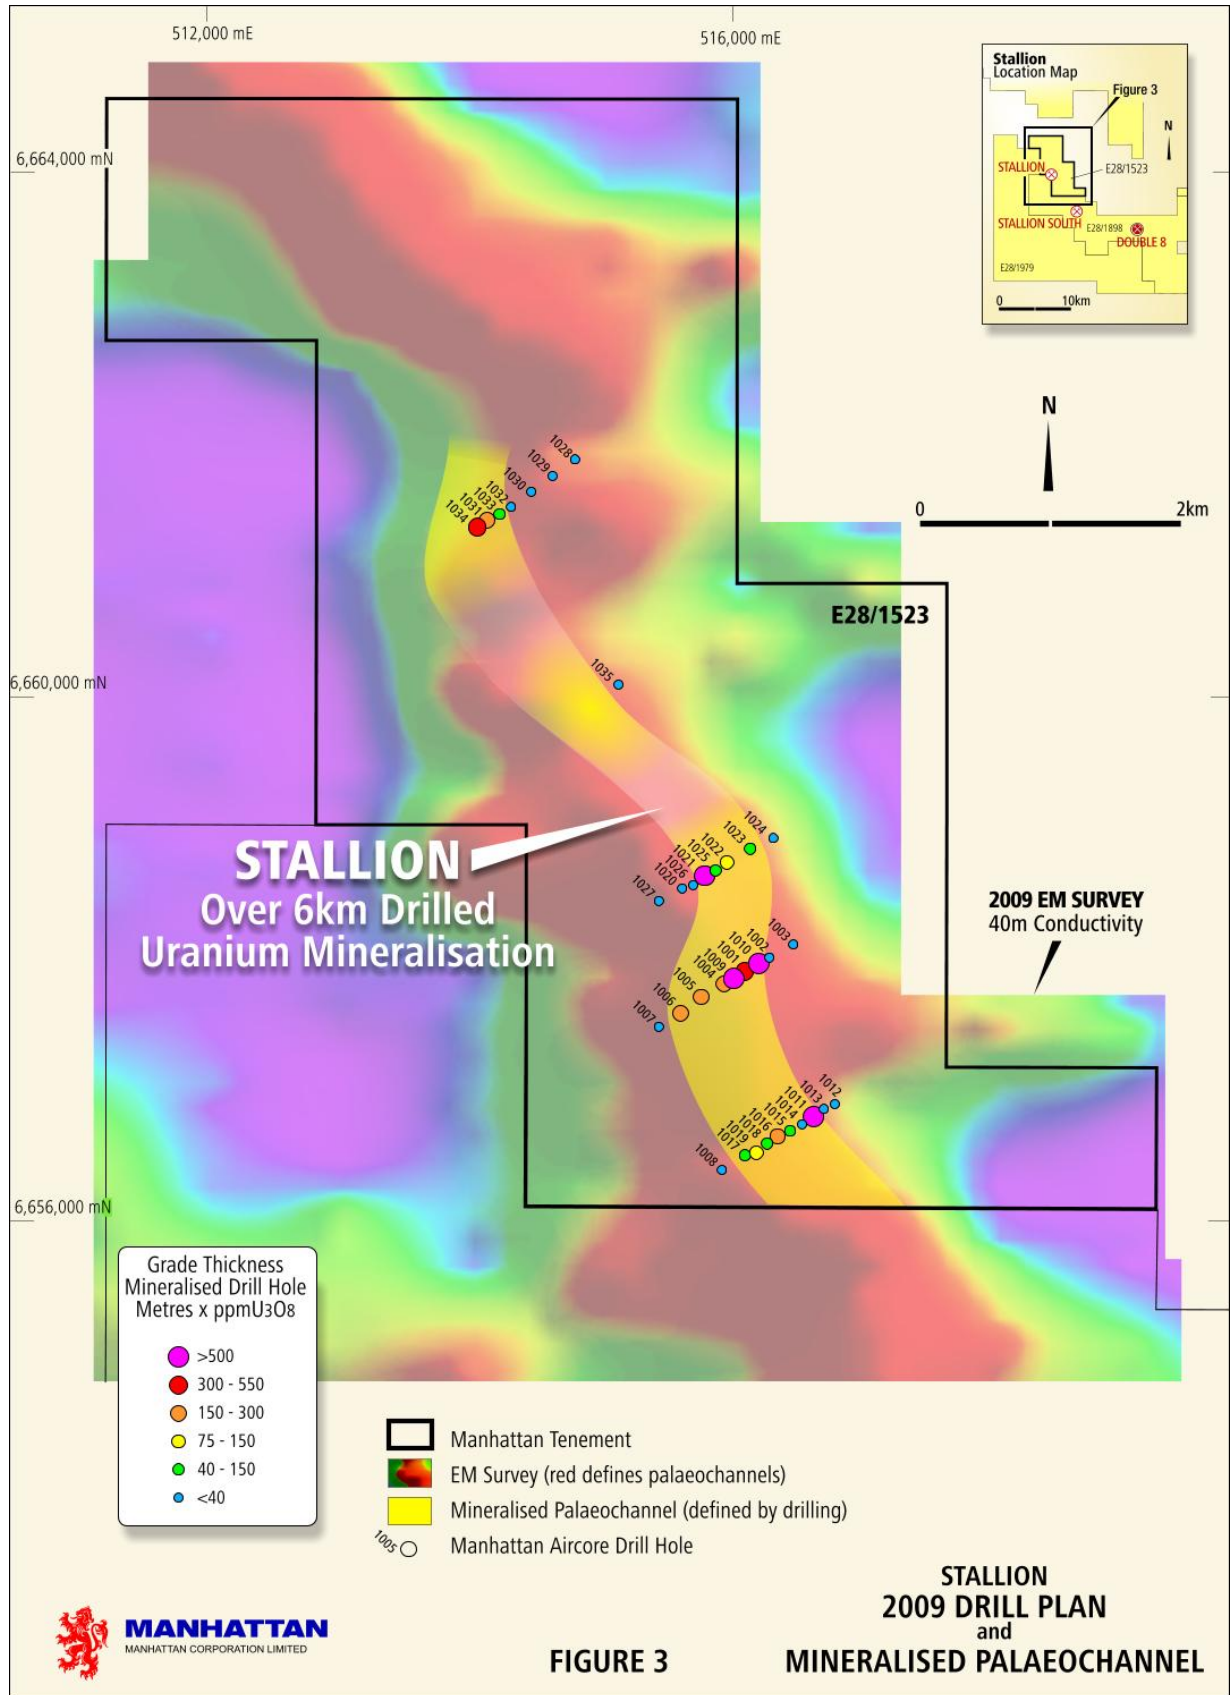 512,000 mE
516,000 mE
Stallion
Location Map
Figure 3
N
STALLION
E28/1523
STALLION SOUTH
E28/1898
DOUBLE 8
E28/1979
0
10km
6,664,000 mN
N
0
2km
1028
1029
1030
1032
1033
1031
1034
E28/1523
1035
6,660,000 mN
1024
1023
1022
1025
1021
1026
1020
1027
STALLION
Over 6km Drilled
Uranium Mineralisation
2009 EM SURVEY
40m Conductivity
1003
1002
1010
1001
1009
1004
1005
1006
1007
1012
1013
1011
1014
1015
1016
1018
1019
1017
1008
6,656,000 mN
Grade Thickness
Mineralised Drill Hole
Metres x ppmU3O8
>500
300 - 550
150 - 300
75 - 150
40 - 150
<40
Manhattan Tenement
EM Survey (red defines palaeochannels)
Mineralised Palaeochannel (defined by drilling)
1005
Manhattan Aircore Drill Hole
MANHATTAN
MANHATTAN CORPORATION LIMITED
FIGURE 3
STALLION
2009 DRILL PLAN
and
MINERALISED PALAEOCHANNEL